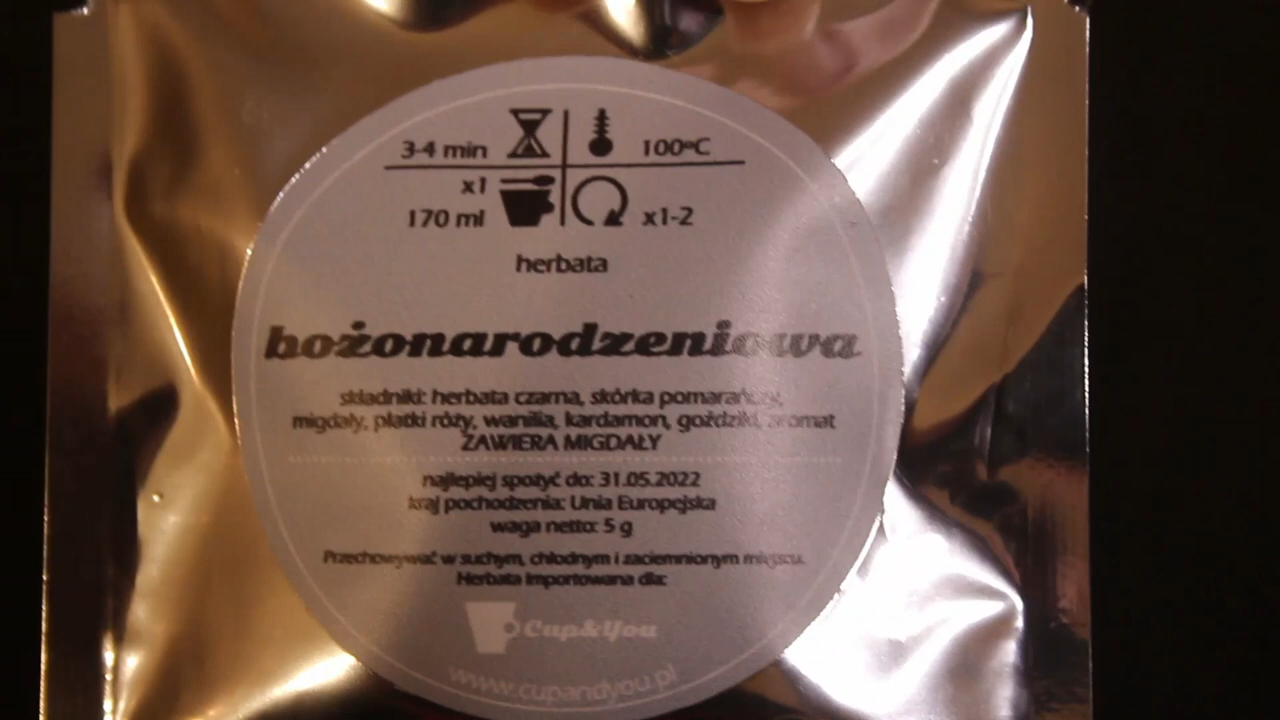 3-4 min 100°C
x1
170 ml x1-2
herbata
bożonarodzeniowa
składniki: herbata czarna, skórka pomarańczy,
migdały, płatki róży, wanilia, kardamon, goździki, aromat
ZAWIERA MIGDAŁY
najlepiej spożyć do: 31.05.2022
kraj pochodzenia: Unia Europejska
waga netto: 5 g
Przechowywać w suchym, chłodnym i zaciemnionym miejscu.
Herbata importowana dla:
Cup&You
www.cupandyou.pl